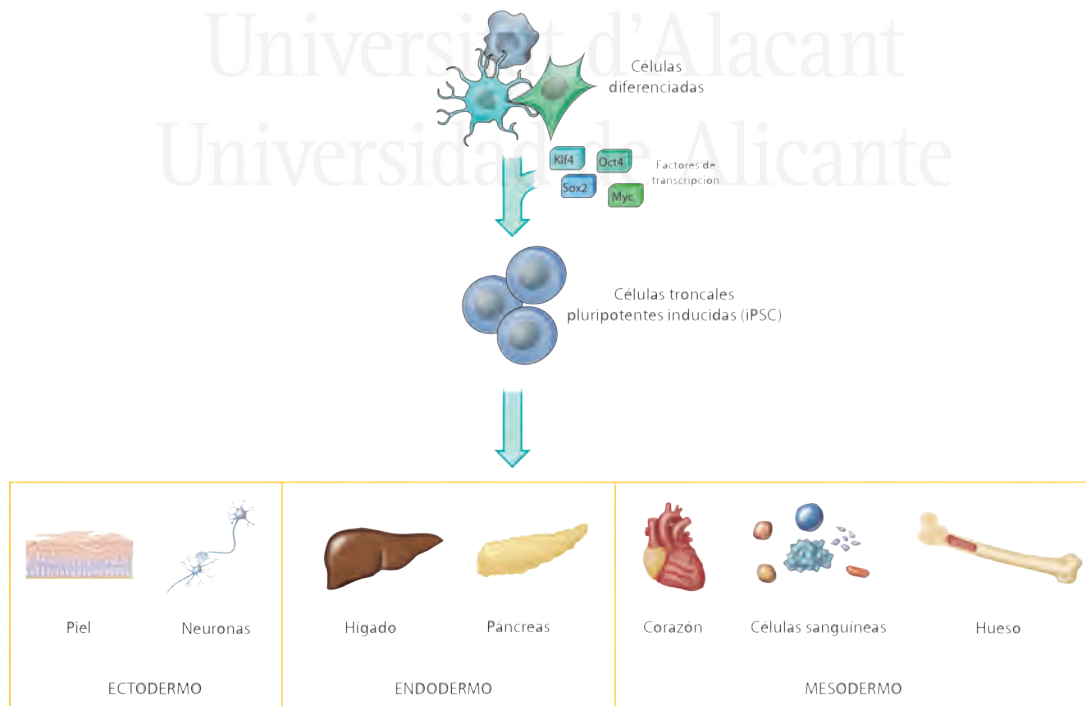 Universitat d'Alacant
Universidad de Alicante
Células
diferenciadas
Klf4
Oct4
Sox2
Myc
Factores de
transcripcion
Células troncales
pluripotentes inducidas (iPSC)
Piel
Neuronas
Hígado
Páncreas
Corazón
Células sanguíneas
Hueso
ECTODERMO
ENDODERMO
MESODERMO